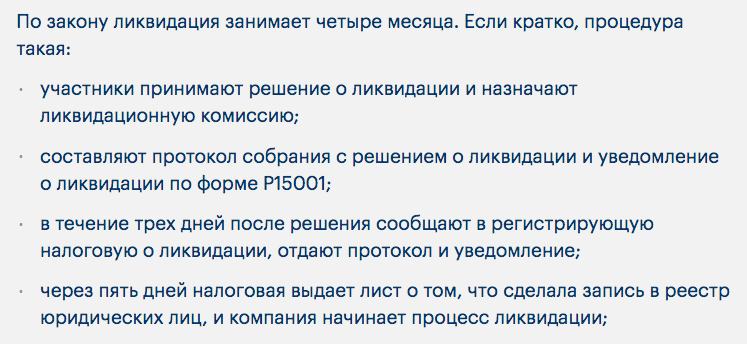 По закону ликвидация занимает четыре месяца. Если кратко, процедура
такая:
· участники принимают решение о ликвидации и назначают
ликвидационную комиссию;
· составляют протокол собрания с решением о ликвидации и уведомление
о ликвидации по форме Р15001;
· в течение трех дней после решения сообщают в регистрирующую
налоговую о ликвидации, отдают протокол и уведомление;
· через пять дней налоговая выдает лист о том, что сделала запись в реестр
юридических лиц, и компания начинает процесс ликвидации;